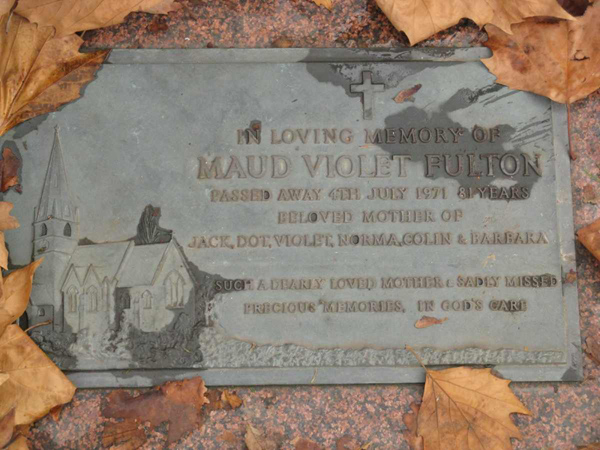 IN LOVING MEMORY OF
MAUD VIOLET FULTON
PASSED AWAY 4TH JULY 1971 81 YEARS
BELOVED MOTHER OF
JACK, DOT, VIOLET, NORMA, COLIN & BARBARA
SUCH A DEARLY LOVED MOTHER & SADLY MISSED
PRECIOUS MEMORIES, IN GOD'S CARE